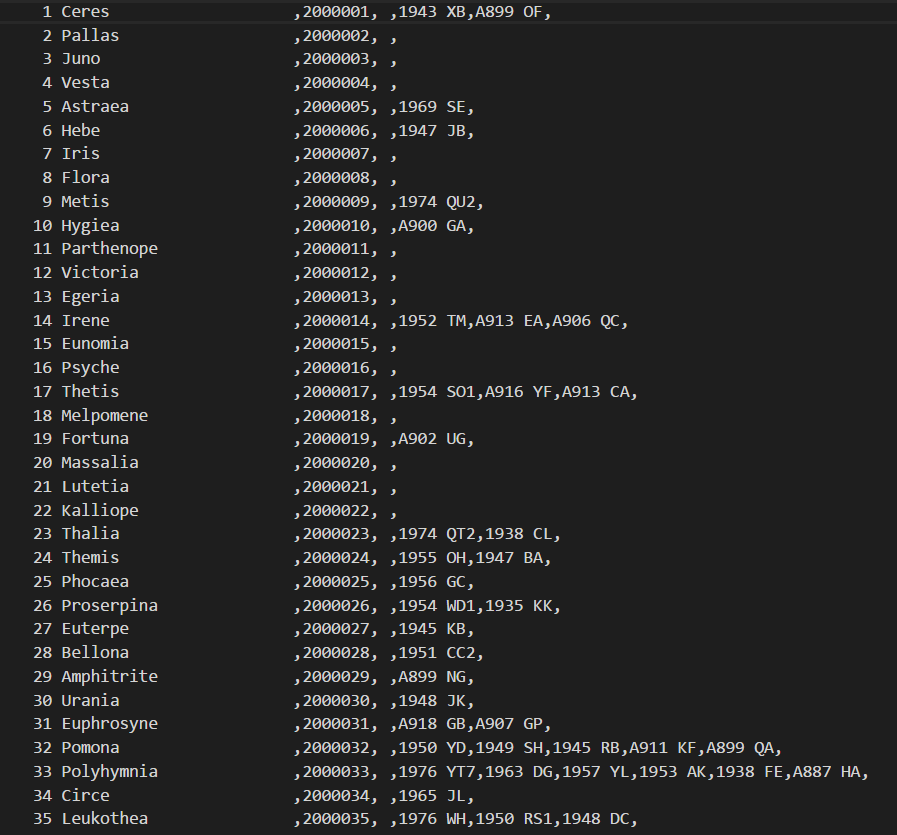 1 Ceres ,2000001, ,1943 XB,A899 OF,
2 Pallas ,2000002, ,
3 Juno ,2000003, ,
4 Vesta ,2000004, ,
5 Astraea ,2000005, ,1969 SE,
6 Hebe ,2000006, ,1947 JB,
7 Iris ,2000007, ,
8 Flora ,2000008, ,
9 Metis ,2000009, ,1974 QU2,
10 Hygiea ,2000010, ,A900 GA,
11 Parthenope ,2000011, ,
12 Victoria ,2000012, ,
13 Egeria ,2000013, ,
14 Irene ,2000014, ,1952 TM,A913 EA,A906 QC,
15 Eunomia ,2000015, ,
16 Psyche ,2000016, ,
17 Thetis ,2000017, ,1954 SO1,A916 YF,A913 CA,
18 Melpomene ,2000018, ,
19 Fortuna ,2000019, ,A902 UG,
20 Massalia ,2000020, ,
21 Lutetia ,2000021, ,
22 Kalliope ,2000022, ,
23 Thalia ,2000023, ,1974 QT2,1938 CL,
24 Themis ,2000024, ,1955 OH,1947 BA,
25 Phocaea ,2000025, ,1956 GC,
26 Proserpina ,2000026, ,1954 WD1,1935 KK,
27 Euterpe ,2000027, ,1945 KB,
28 Bellona ,2000028, ,1951 CC2,
29 Amphitrite ,2000029, ,A899 NG,
30 Urania ,2000030, ,1948 JK,
31 Euphrosyne ,2000031, ,A918 GB,A907 GP,
32 Pomona ,2000032, ,1950 YD,1949 SH,1945 RB,A911 KF,A899 QA,
33 Polyhymnia ,2000033, ,1976 YT7,1963 DG,1957 YL,1953 AK,1938 FE,A887 HA,
34 Circe ,2000034, ,1965 JL,
35 Leukothea ,2000035, ,1976 WH,1950 RS1,1948 DC,